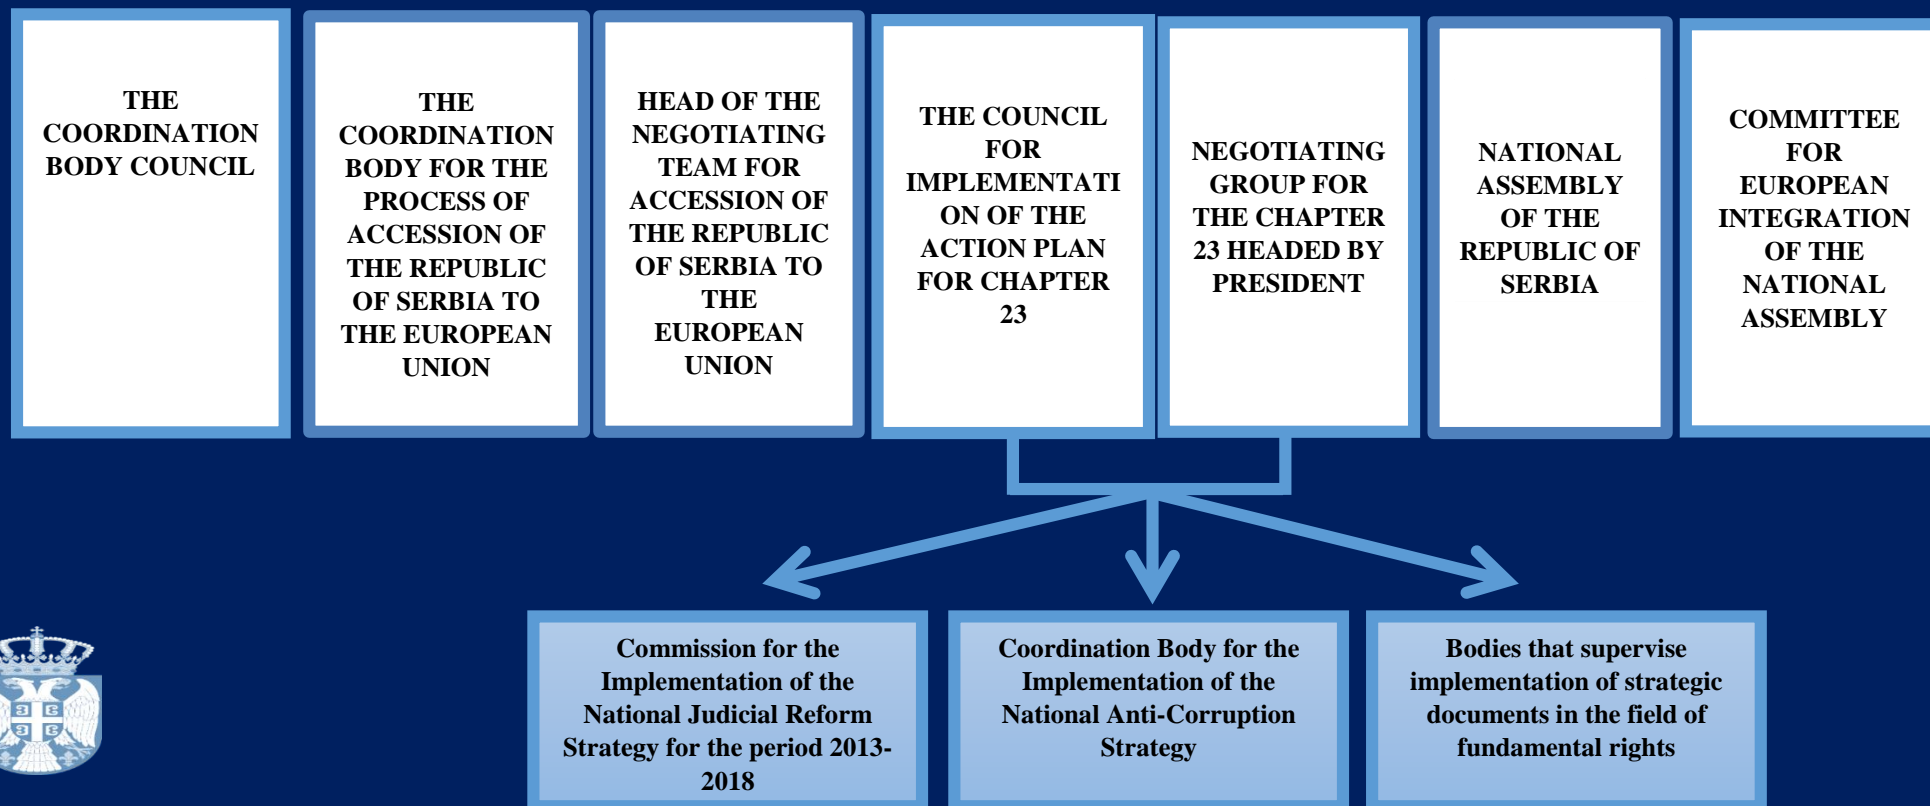 THE
COORDINATION
BODY COUNCIL
THE
COORDINATION
BODY FOR THE
PROCESS OF
ACCESSION OF
THE REPUBLIC
OF SERBIA TO
THE EUROPEAN
UNION
HEAD OF THE
NEGOTIATING
TEAM FOR
ACCESSION OF
THE REPUBLIC
OF SERBIA TO
THE
EUROPEAN
UNION
THE COUNCIL
FOR
IMPLEMENTATI
ON OF THE
ACTION PLAN
FOR CHAPTER
23
NEGOTIATING
GROUP FOR
THE CHAPTER
23 HEADED BY
PRESIDENT
NATIONAL
ASSEMBLY
OF THE
REPUBLIC OF
SERBIA
COMMITTEE
FOR
EUROPEAN
INTEGRATION
OF THE
NATIONAL
ASSEMBLY
Commission for the
Implementation of the
National Judicial Reform
Strategy for the period 2013-
2018
Coordination Body for the
Implementation of the
National Anti-Corruption
Strategy
Bodies that supervise
implementation of strategic
documents in the field of
fundamental rights